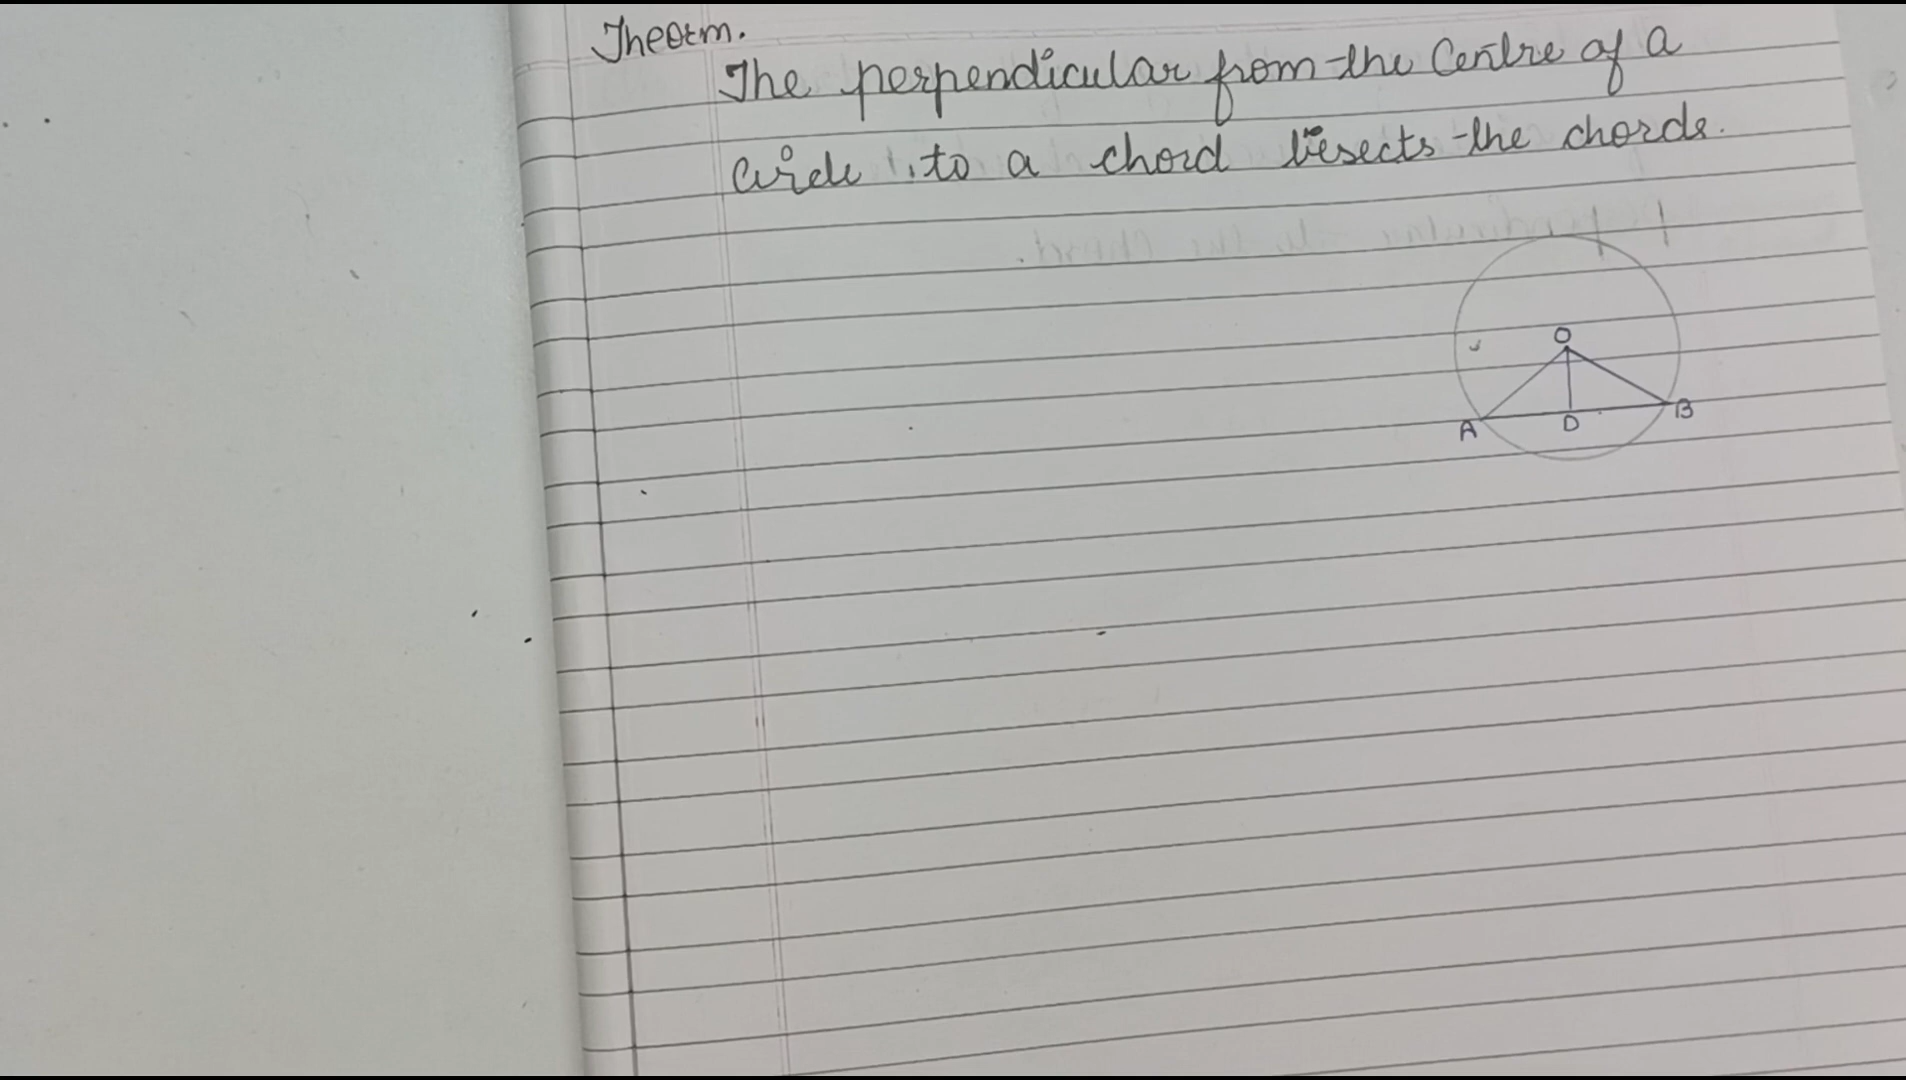 Theorm.
The perpendicular from the Centre of a
Circle, to a chord bisects the chords.
O
A
D
B